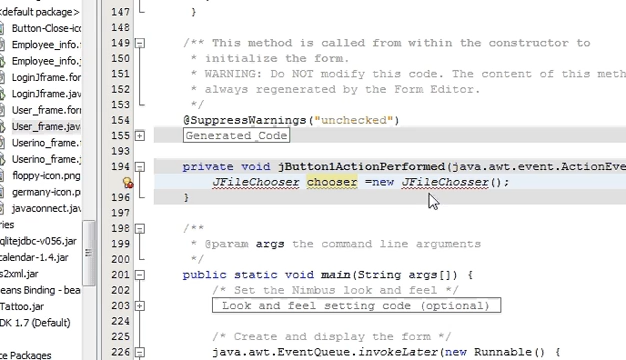 default package>
Button-Close-ico
Employee_info.
Employee_info.j
LoginJframe.for
LoginJframe.jav
User_frame.forr
User_frame.java
Userino_frame.
Userino_frame.j
floppy-icon.png
germany-icon.p
javaconnect.jav
ries
qlitejdbc-v056.jar
calendar-1.4.jar
s2xml.jar
eans Binding - bea
Tattoo.jar
DK 1.7 (Default)
ce Packages
147 }
148
149 /** This method is called from within the constructor to
150 * initialize the form.
151 * WARNING: Do NOT modify this code. The content of this meth
152 * always regenerated by the Form Editor.
153 */
154 @SuppressWarnings("unchecked")
155 Generated Code
193
194 private void jButton1ActionPerformed(java.awt.event.ActionEve
JFileChooser chooser =new JFileChosser();
196 }
197
198 /**
199 * @param args the command line arguments
200 */
201 public static void main(String args[]) {
202 /* Set the Nimbus look and feel */
203 Look and feel setting code (optional)
224
225 /* Create and display the form */
226 java.awt.EventQueue.invokeLater(new Runnable() {